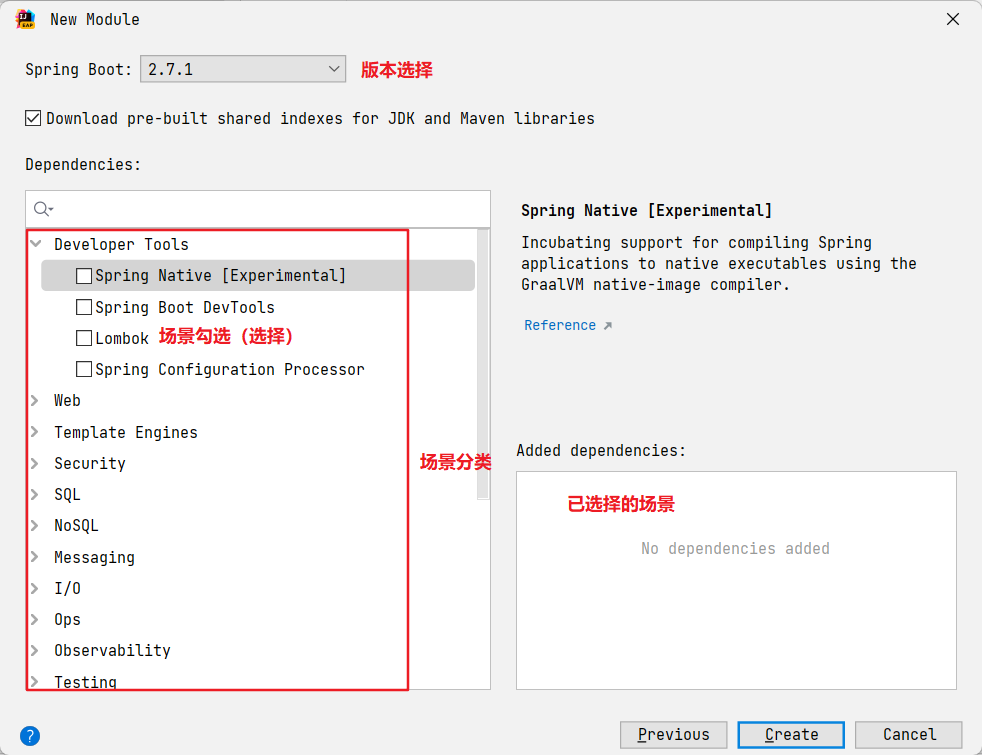 New Module
Spring Boot: 2.7.1 版本选择
Download pre-built shared indexes for JDK and Maven libraries
Dependencies:
Developer Tools
Spring Native [Experimental]
Spring Boot DevTools
Lombok 场景勾选（选择）
Spring Configuration Processor
Web
Template Engines
Security
SQL
NoSQL
Messaging
I/O
Ops
Observability
Testing
场景分类
Spring Native [Experimental]
Incubating support for compiling Spring
applications to native executables using the
GraalVM native-image compiler.
Reference
Added dependencies:
已选择的场景
No dependencies added
?
Previous Create Cancel